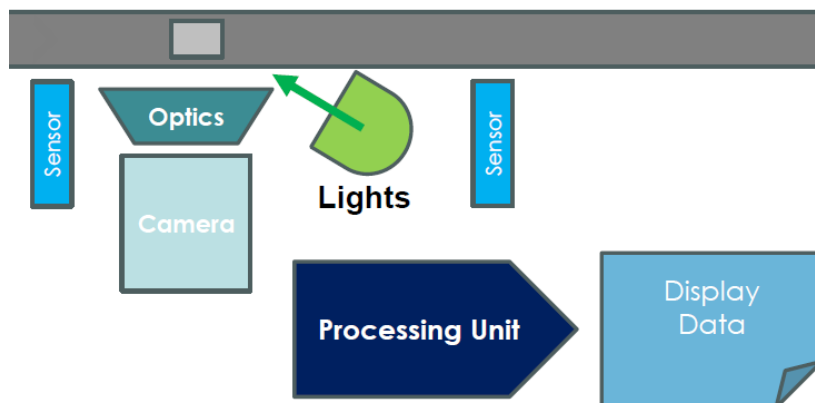 Sensor
Optics
Sensor
Lights
Camera
Processing Unit
Display
Data